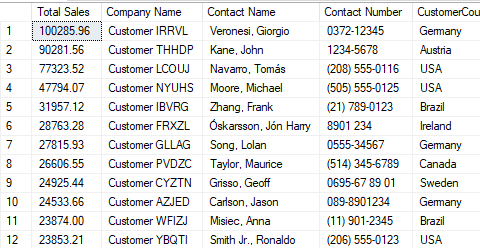 Total Sales Company Name Contact Name Contact Number CustomerCou
1 100285.96 Customer IRRVL Veronesi, Giorgio 0372-12345 Germany
2 90281.56 Customer THHDP Kane, John 1234-5678 Austria
3 77323.52 Customer LCOUJ Navarro, Tomás (208) 555-0116 USA
4 47794.07 Customer NYUHS Moore, Michael (505) 555-0125 USA
5 31957.12 Customer IBVRG Zhang, Frank (21) 789-0123 Brazil
6 28763.28 Customer FRXZL Óskarsson, Jón Harry 8901 234 Ireland
7 27815.93 Customer GLLAG Song, Lolan 0555-34567 Germany
8 26606.55 Customer PVDZC Taylor, Maurice (514) 345-6789 Canada
9 24925.44 Customer CYZTN Grisso, Geoff 0695-67 89 01 Sweden
10 24533.66 Customer AZJED Carlson, Jason 089-8901234 Germany
11 23874.00 Customer WFIZJ Misiec, Anna (11) 901-2345 Brazil
12 23853.21 Customer YBQTI Smith Jr., Ronaldo (206) 555-0123 USA